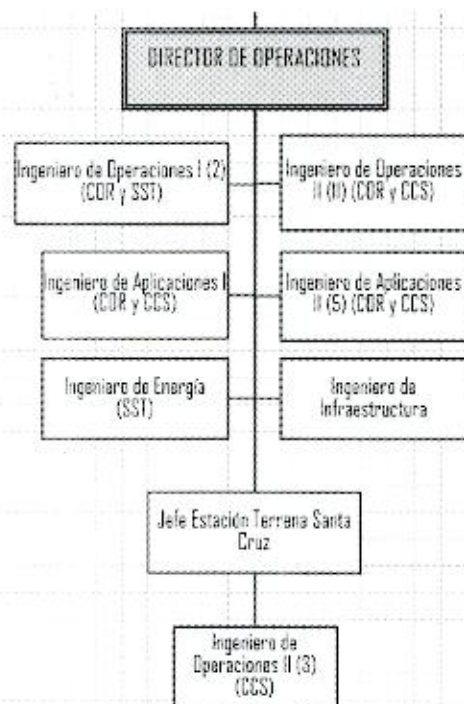 DIRECTOR DE OPERACIONES
Ingeniero de Operaciones I (2)
(COR y SST)
Ingeniero de Operaciones
II (11) (COR y CCS)
Ingeniero de Aplicaciones I
(COR y CCS)
Ingeniero de Aplicaciones
II (5) (COR y CCS)
Ingeniero de Energía
(SST)
Ingeniero de
Infraestructura
Jefe Estación Terrena Santa
Cruz
Ingeniero de
Operaciones II (3)
(CCS)